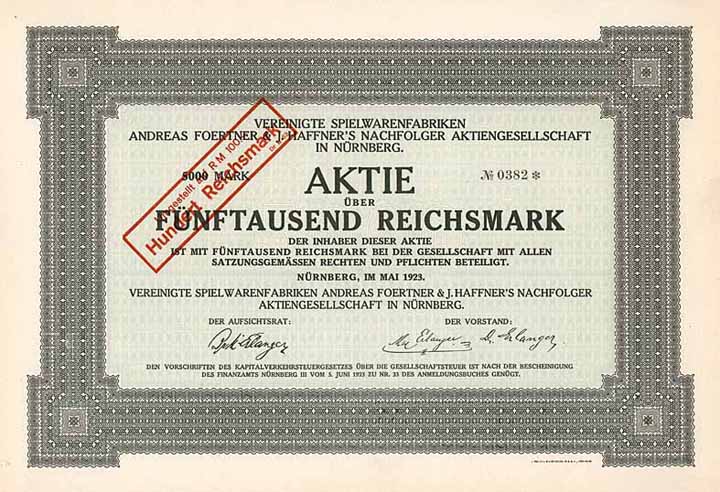 VEREINIGTE SPIELWARENFABRIKEN
ANDREAS FOERTNER & J. HAFFNER'S NACHFOLGER AKTIENGESELLSCHAFT
IN NÜRNBERG.
5000 MARK
AKTIE
№ 0382 *
ÜBER
FÜNFTAUSEND REICHSMARK
RM 100
Hundert Reichsmark
DER INHABER DIESER AKTIE
IST MIT FÜNFTAUSEND REICHSMARK BEI DER GESELLSCHAFT MIT ALLEN
SATZUNGSGEMÄSSEN RECHTEN UND PFLICHTEN BETEILIGT.
NÜRNBERG, IM MAI 1923.
VEREINIGTE SPIELWARENFABRIKEN ANDREAS FOERTNER & J. HAFFNER'S NACHFOLGER
AKTIENGESELLSCHAFT IN NÜRNBERG.
DER AUFSICHTSRAT: DER VORSTAND:
Erlanger D. Erlanger
DEN VORSCHRIFTEN DES KAPITALVERKEHRSTEUERGESETZES ÜBER DIE GESELLSCHAFTSTEUER IST NACH DER BESCHEINIGUNG
DES FINANZAMTS NÜRNBERG III VOM 5. JUNI 1923 ZU NR. 23 DES ANMELDUNGSBUCHES GENÜGT.